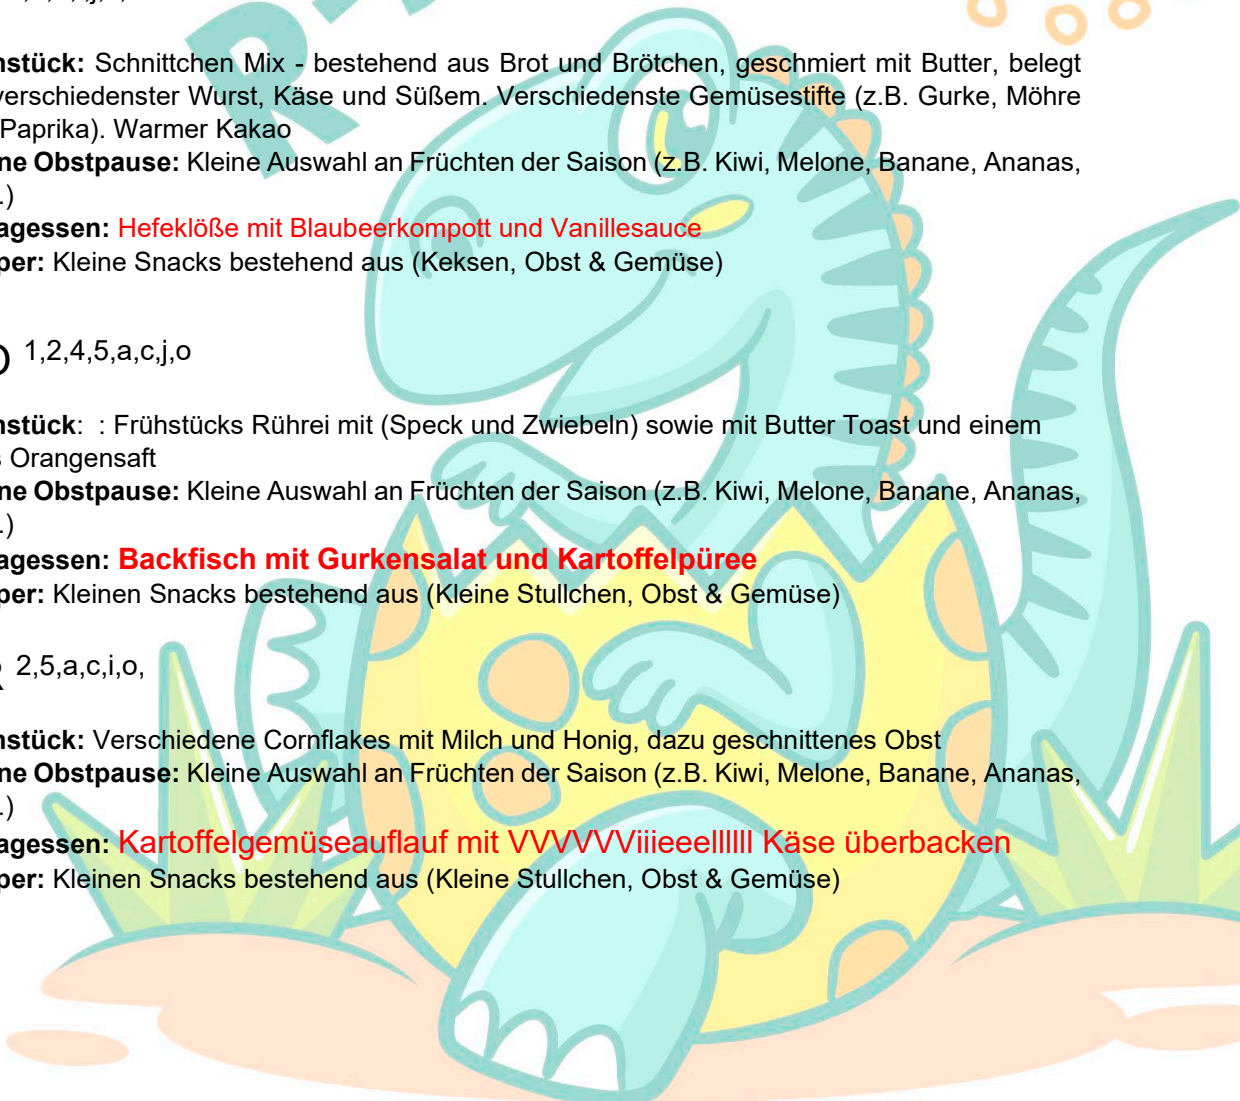 R-
nstück: Schnittchen Mix - bestehend aus Brot und Brötchen, geschmiert mit Butter, belegt
verschiedenster Wurst, Käse und Süßem. Verschiedenste Gemüsestifte (z.B. Gurke, Möhre
Paprika). Warmer Kakao
ne Obstpause: Kleine Auswahl an Früchten der Saison (z.B. Kiwi, Melone, Banane, Ananas,
.)
agessen: Hefeklöße mit Blaubeerkompott und Vanillesauce
per: Kleine Snacks bestehend aus (Keksen, Obst & Gemüse)
1,2,4,5,a,c,j,o
nstück: : Frühstücks Rührei mit (Speck und Zwiebeln) sowie mit Butter Toast und einem
s Orangensaft
ne Obstpause: Kleine Auswahl an Früchten der Saison (z.B. Kiwi, Melone, Banane, Ananas,
.)
agessen: Backfisch mit Gurkensalat und Kartoffelpüree
per: Kleinen Snacks bestehend aus (Kleine Stullchen, Obst & Gemüse)
2,5,a,c,i,o,
nstück: Verschiedene Cornflakes mit Milch und Honig, dazu geschnittenes Obst
ne Obstpause: Kleine Auswahl an Früchten der Saison (z.B. Kiwi, Melone, Banane, Ananas,
.)
agessen: Kartoffelgemüseauflauf mit VVVVVViiieeellllll Käse überbacken
per: Kleinen Snacks bestehend aus (Kleine Stullchen, Obst & Gemüse)